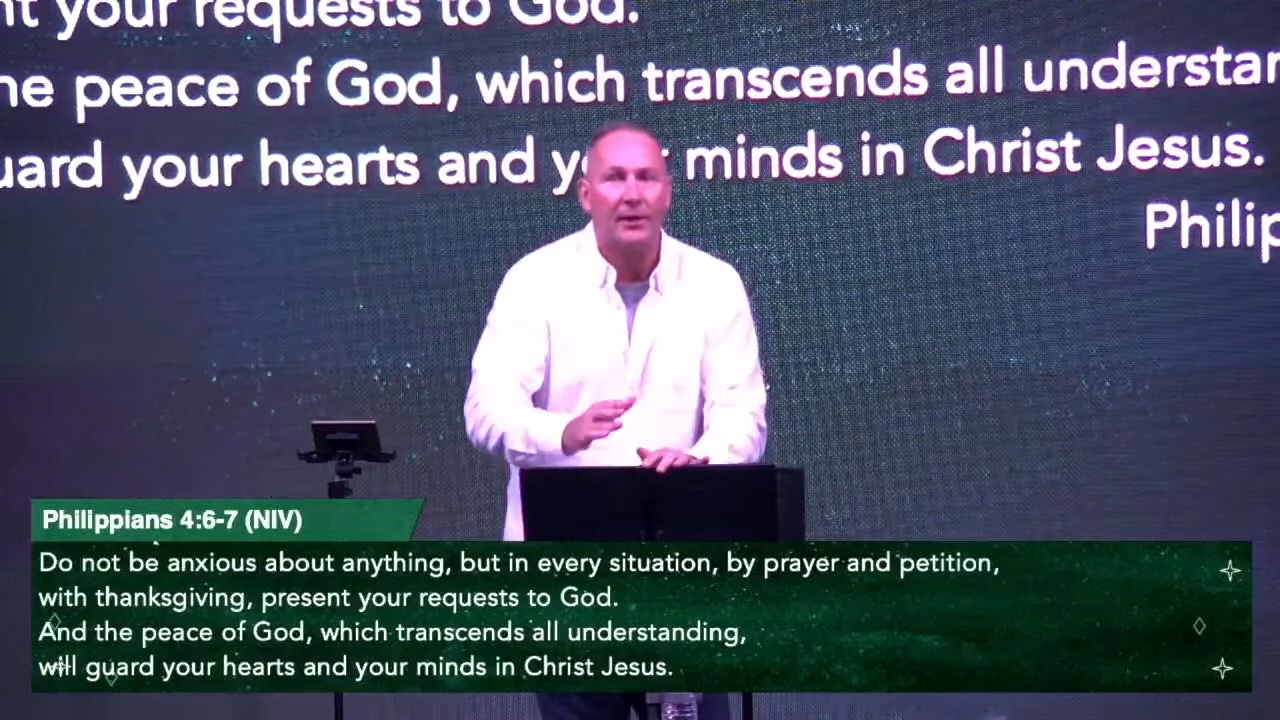 nt your requests to God.
he peace of God, which transcends all understan
uard your hearts and your minds in Christ Jesus.
Philip
Philippians 4:6-7 (NIV)
Do not be anxious about anything, but in every situation, by prayer and petition,
with thanksgiving, present your requests to God.
And the peace of God, which transcends all understanding,
will guard your hearts and your minds in Christ Jesus.